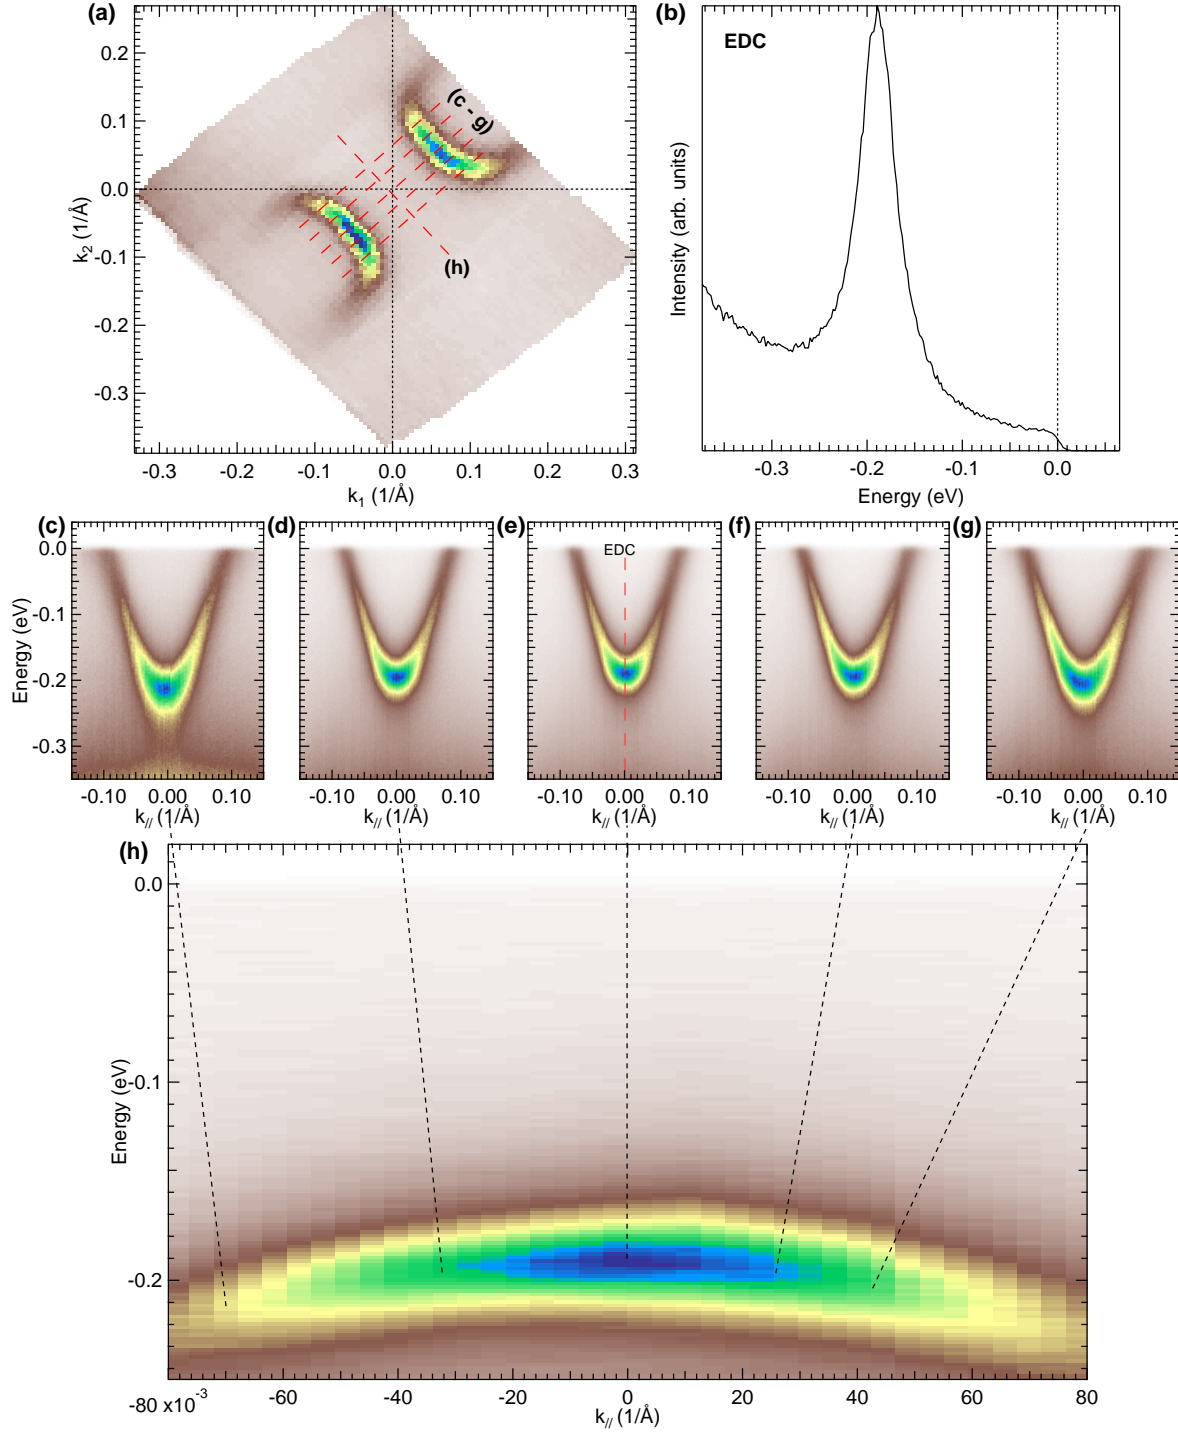 (a)
0.2
0.1
0.0
-0.1
-0.2
-0.3
k2 (1/Å)
(c - g)
(h)
-0.3 -0.2 -0.1 0.0 0.1 0.2 0.3
k1 (1/Å)
(b)
EDC
Intensity (arb. units)
-0.3 -0.2 -0.1 0.0
Energy (eV)
(c) (d) (e) (f) (g)
EDC
0.0
-0.1
-0.2
-0.3
Energy (eV)
-0.10 0.00 0.10 -0.10 0.00 0.10 -0.10 0.00 0.10 -0.10 0.00 0.10 -0.10 0.00 0.10
k// (1/Å) k// (1/Å) k// (1/Å) k// (1/Å) k// (1/Å)
(h)
0.0
-0.1
-0.2
Energy (eV)
-80 x10-3 -60 -40 -20 0 20 40 60 80
k// (1/Å)